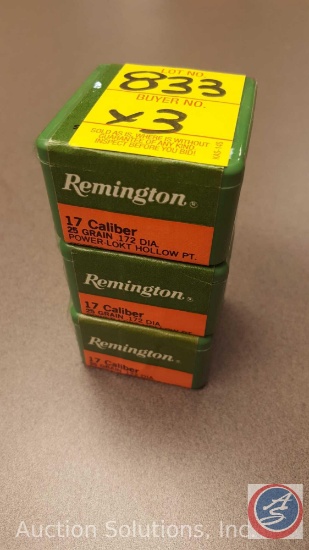 LOT NO.
833
BUYER NO.
x3
SOLD AS IS, WHERE IS WITHOUT
GUARANTEE OF ANY KIND
INSPECT BEFORE YOU BID!
Remington®
17 Caliber
25 GRAIN .172 DIA.
POWER-LOKT HOLLOW PT.
Remington®
17 Caliber
25 GRAIN .172 DIA.
PT.
Remington®
17 Caliber
Auction Solutions, Inc
AS